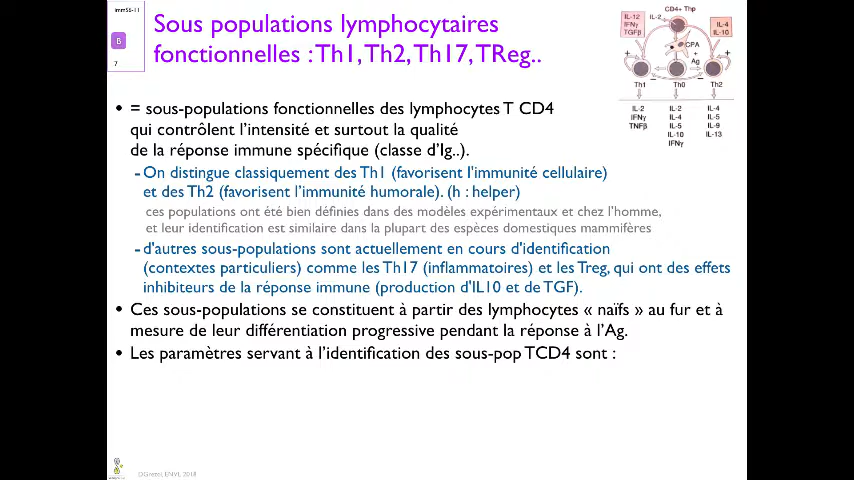 immS6-11
B
7
Sous populations lymphocytaires
fonctionnelles : Th1, Th2, Th17, TReg..
CD4+ Thp
IL-12
IFNγ
TGFβ
IL-2
IL-4
IL-10
CPA
+
Ag
+
+
Th1
Th0
Th2
IL-2
IFNγ
TNFβ
IL-2
IL-4
IL-5
IL-10
IFNγ
IL-4
IL-5
IL-9
IL-13
• = sous-populations fonctionnelles des lymphocytes T CD4
qui contrôlent l'intensité et surtout la qualité
de la réponse immune spécifique (classe d'Ig..).
- On distingue classiquement des Th1 (favorisent l'immunité cellulaire)
et des Th2 (favorisent l'immunité humorale). (h : helper)
ces populations ont été bien définies dans des modèles expérimentaux et chez l'homme,
et leur identification est similaire dans la plupart des espèces domestiques mammifères
- d'autres sous-populations sont actuellement en cours d'identification
(contextes particuliers) comme les Th17 (inflammatoires) et les Treg, qui ont des effets
inhibiteurs de la réponse immune (production d'IL10 et de TGF).
• Ces sous-populations se constituent à partir des lymphocytes « naïfs » au fur et à
mesure de leur différentiation progressive pendant la réponse à l'Ag.
• Les paramètres servant à l'identification des sous-pop TCD4 sont :
©Grezel, ENVL 2018